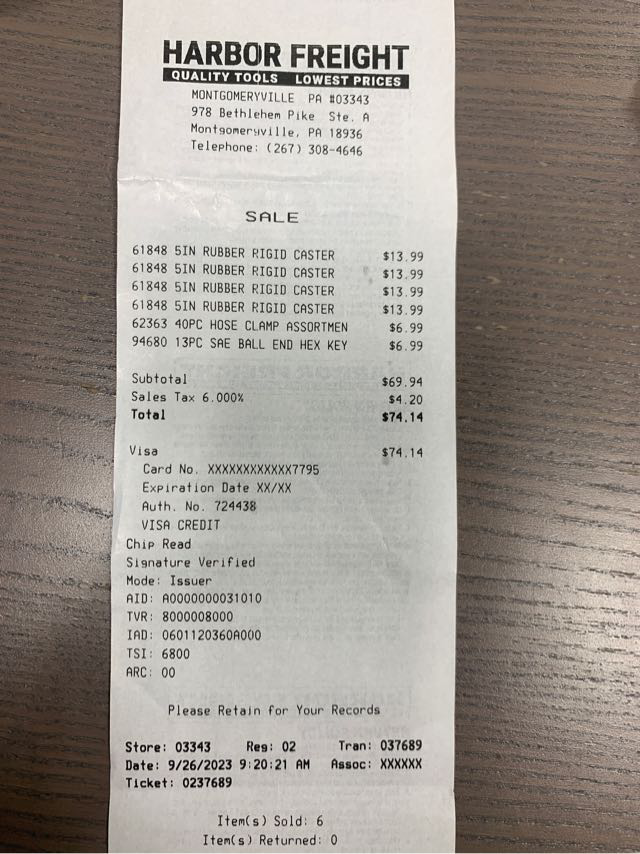 HARBOR FREIGHT
QUALITY TOOLS LOWEST PRICES
MONTGOMERYVILLE PA #03343
978 Bethlehem Pike Ste. A
Montgomeryville, PA 18936
Telephone: (267) 308-4646
SALE
61848 5IN RUBBER RIGID CASTER $13.99
61848 5IN RUBBER RIGID CASTER $13.99
61848 5IN RUBBER RIGID CASTER $13.99
61848 5IN RUBBER RIGID CASTER $13.99
62363 40PC HOSE CLAMP ASSORTMEN $6.99
94680 13PC SAE BALL END HEX KEY $6.99
Subtotal $69.94
Sales Tax 6.000% $4.20
Total $74.14
Visa $74.14
Card No. XXXXXXXXXXXX7795
Expiration Date XX/XX
Auth. No. 724438
VISA CREDIT
Chip Read
Signature Verified
Mode: Issuer
AID: A0000000031010
TVR: 8000008000
IAD: 0601120360A000
TSI: 6800
ARC: 00
Please Retain for Your Records
Store: 03343 Reg: 02 Tran: 037689
Date: 9/26/2023 9:20:21 AM Assoc: XXXXXX
Ticket: 0237689
Item(s) Sold: 6
Item(s) Returned: 0